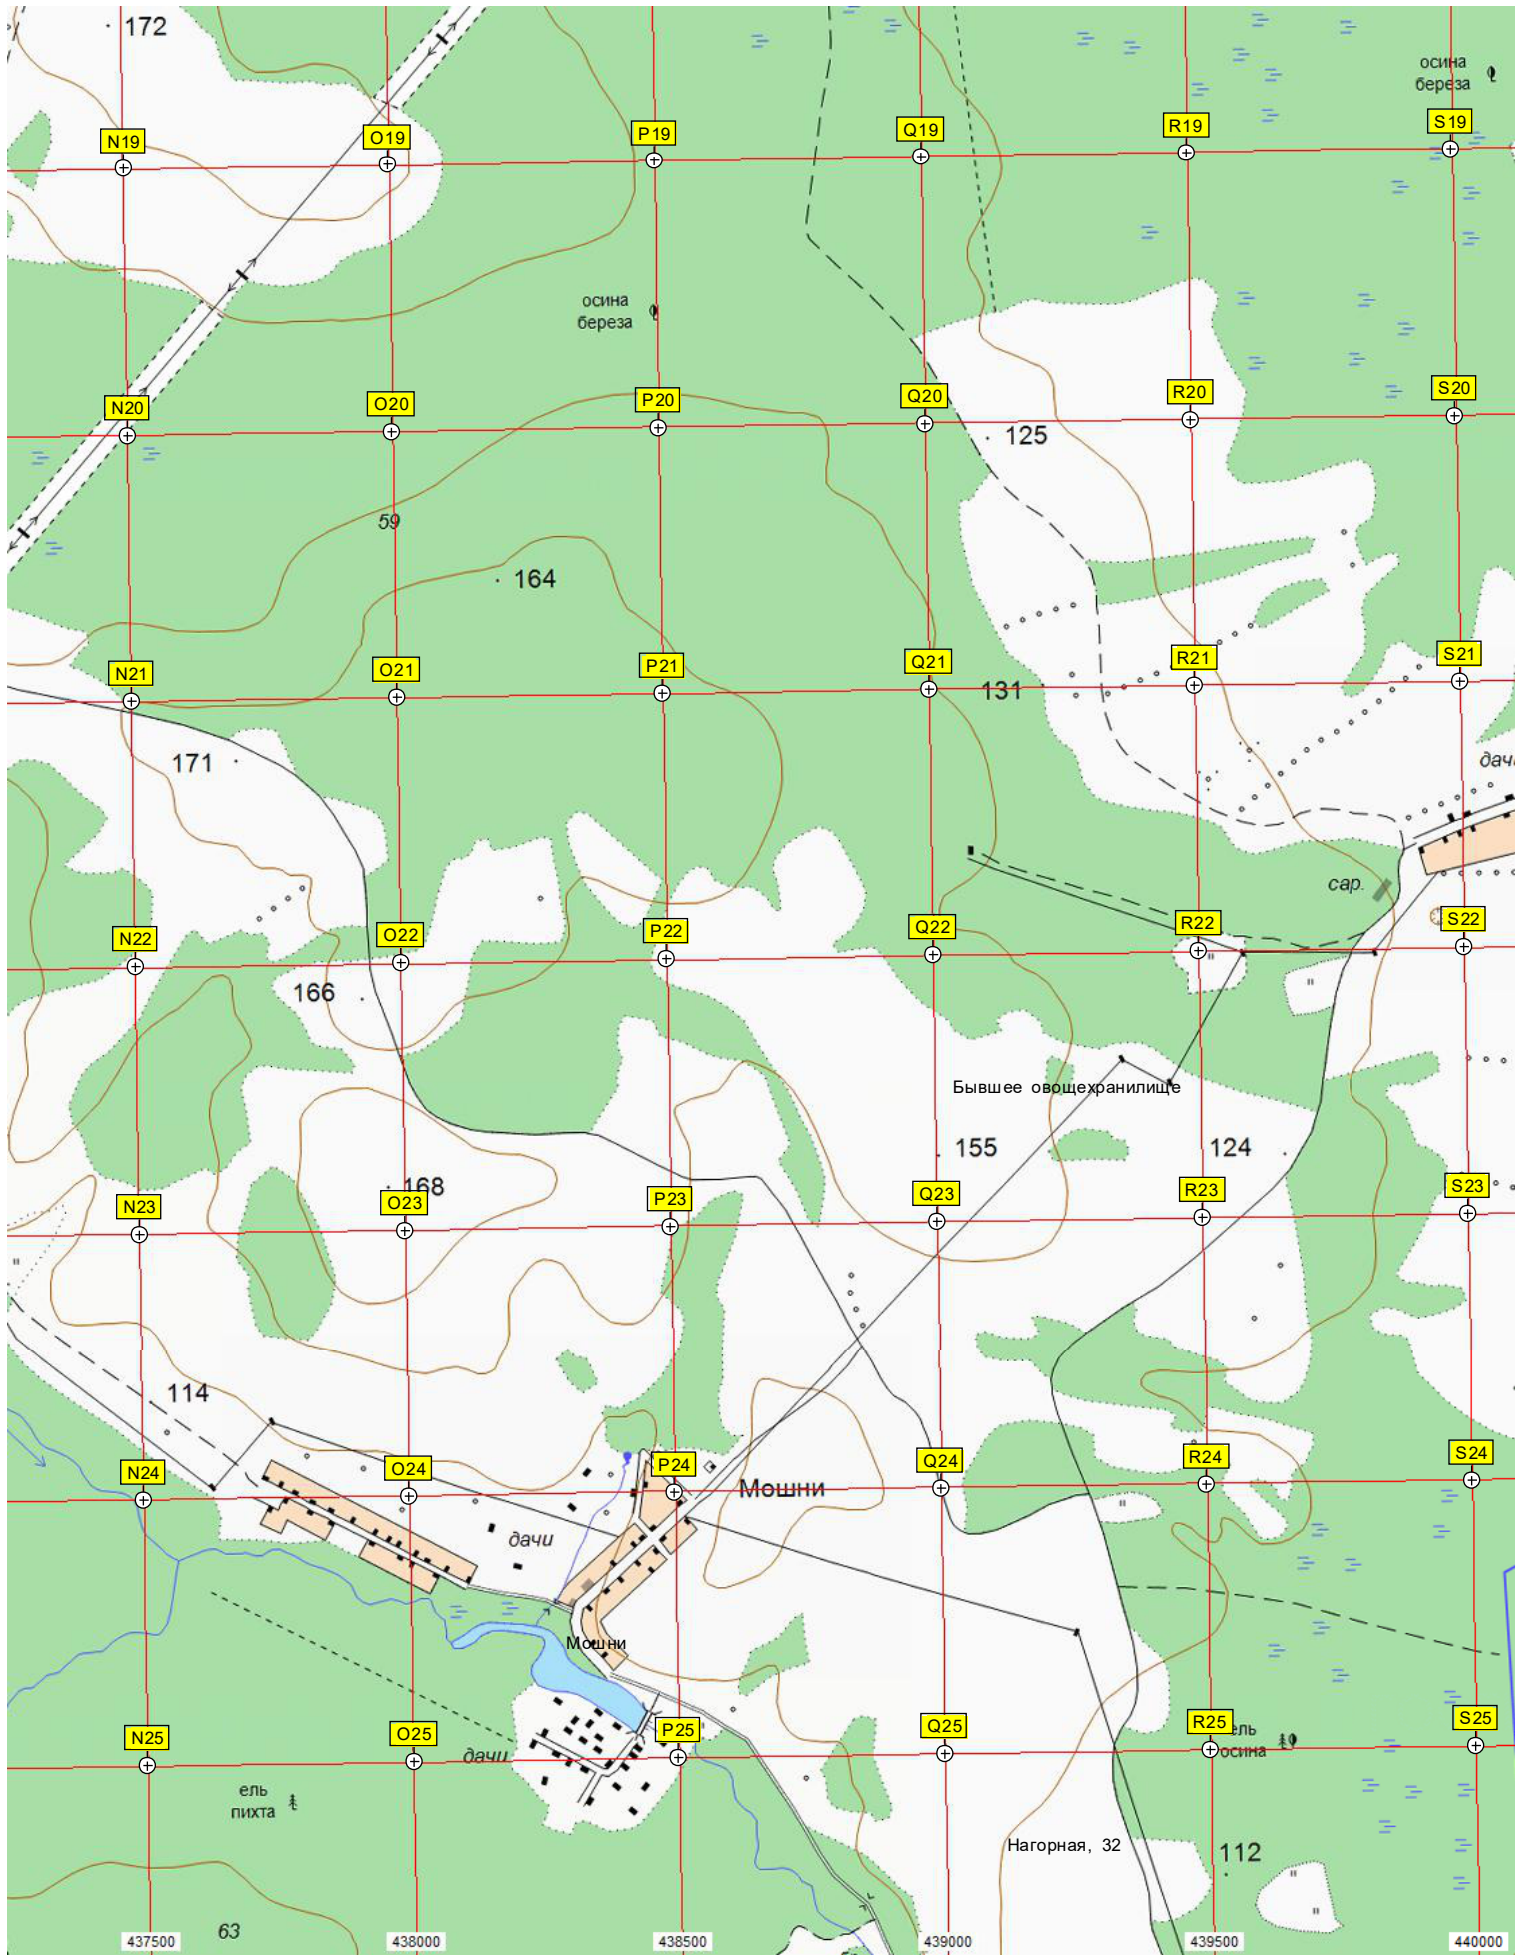 172
осина
береза
N19
O19
P19
Q19
R19
S19
осина
береза
N20
O20
P20
Q20
R20
S20
125
59
164
N21
O21
P21
Q21
R21
S21
131
171
дач
сар.
N22
O22
P22
Q22
R22
S22
166
Бывшее овощехранилище
155
124
168
N23
O23
P23
Q23
R23
S23
114
N24
O24
P24
Q24
R24
S24
Мошни
дачи
Мошни
N25
O25
P25
Q25
R25
S25
ель
осина
дачи
ель
пихта
Нагорная, 32
112
63
437500
438000
438500
439000
439500
440000